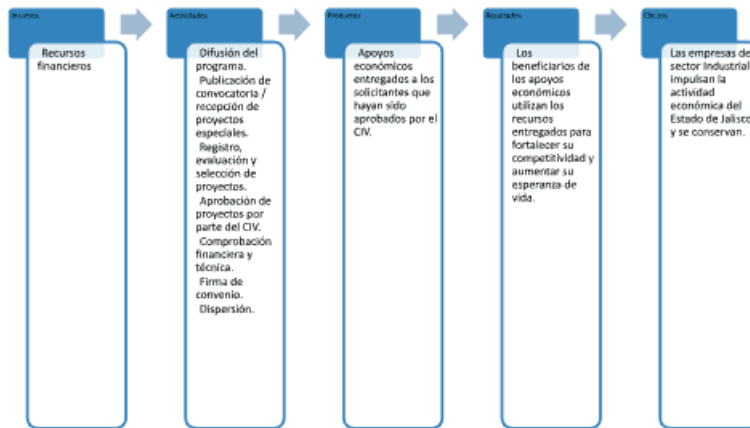 Insumos
Recursos
financieros
Actividades
Difusión del
programa.
Publicación de
convocatoria /
recepción de
proyectos
especiales.
Registro,
evaluación y
selección de
proyectos.
Aprobación de
proyectos por
parte del CIV.
Comprobación
financiera y
técnica.
Firma de
convenio.
Dispersión.
Productos
Apoyos
económicos
entregados a los
solicitantes que
hayan sido
aprobados por el
CIV.
Resultados
Los
beneficiarios de
los apoyos
económicos
utilizan los
recursos
entregados para
fortalecer su
competitividad y
aumentar su
esperanza de
vida.
Efectos
Las empresas de
sector Industrial
impulsan la
actividad
económica del
Estado de Jalisco
y se conservan.